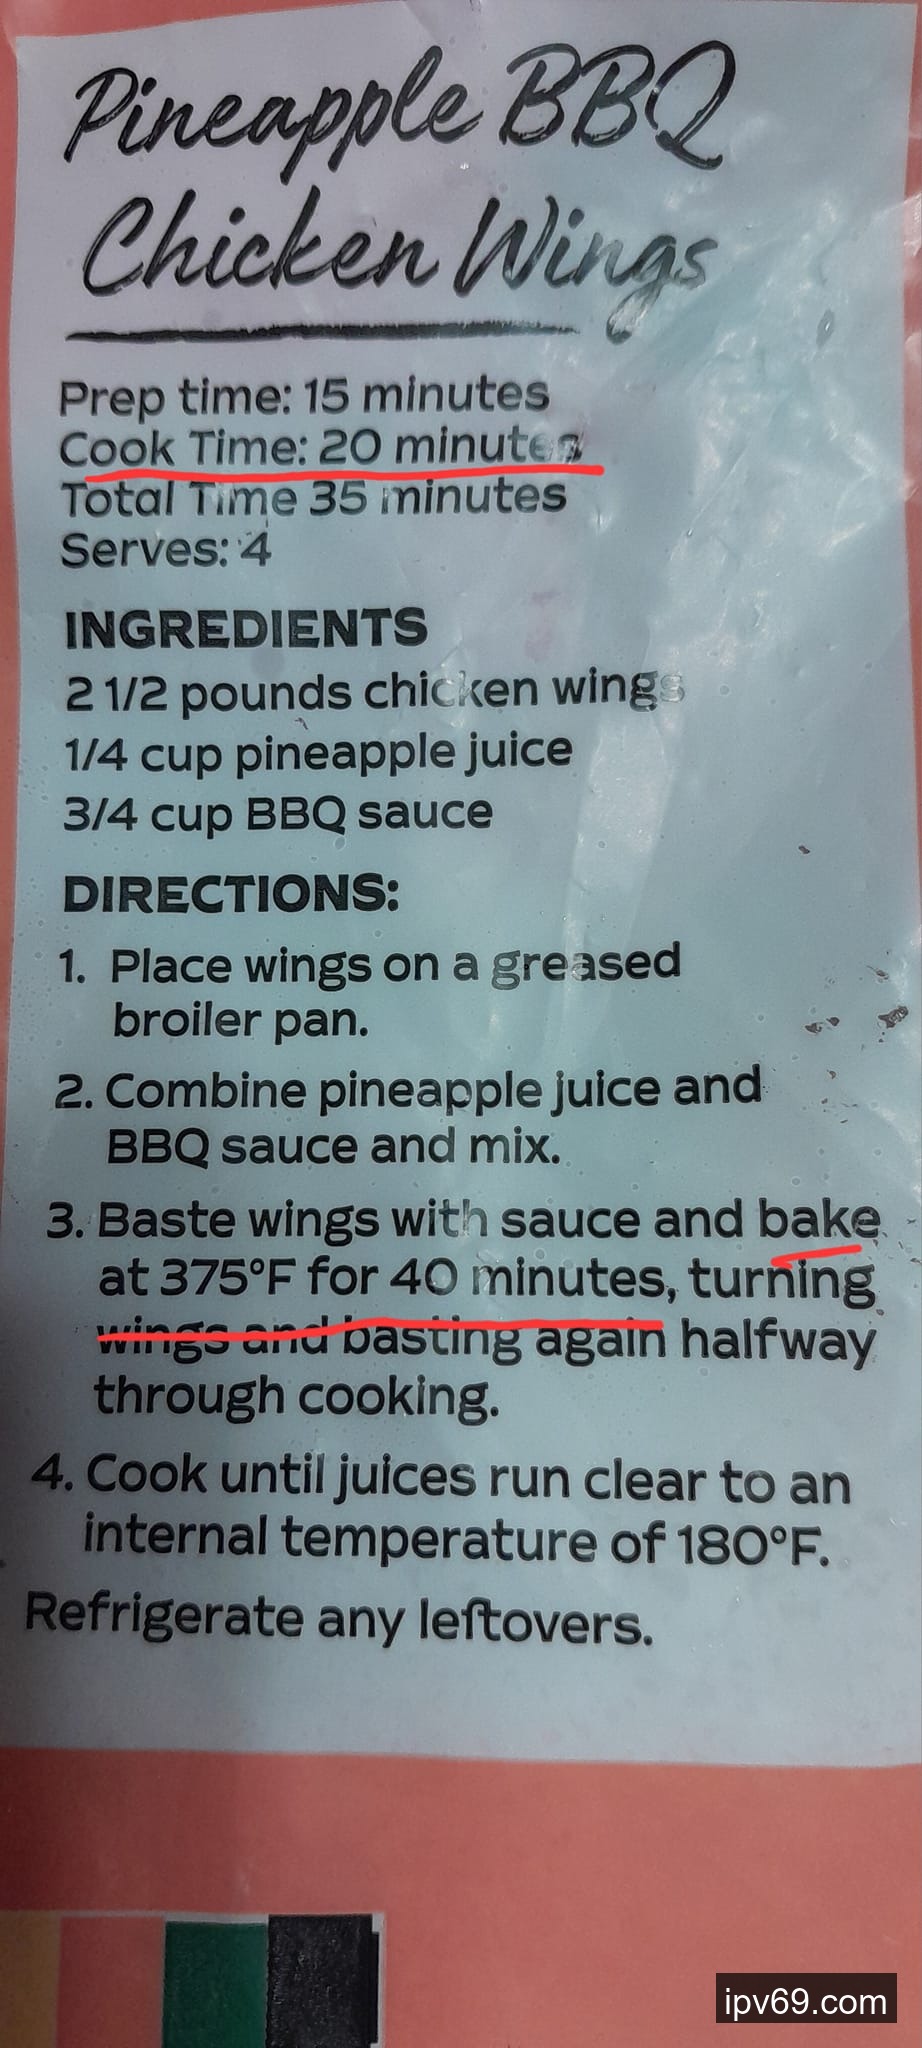 Pineapple BBQ
Chicken Wings
Prep time: 15 minutes
Cook Time: 20 minutes
Total Time 35 minutes
Serves: 4
INGREDIENTS
2 1/2 pounds chicken wings
1/4 cup pineapple juice
3/4 cup BBQ sauce
DIRECTIONS:
1. Place wings on a greased
broiler pan.
2. Combine pineapple juice and
BBQ sauce and mix.
3. Baste wings with sauce and bake
at 375°F for 40 minutes, turning
wings and basting again halfway
through cooking.
4. Cook until juices run clear to an
internal temperature of 180°F.
Refrigerate any leftovers.
ipv69.com